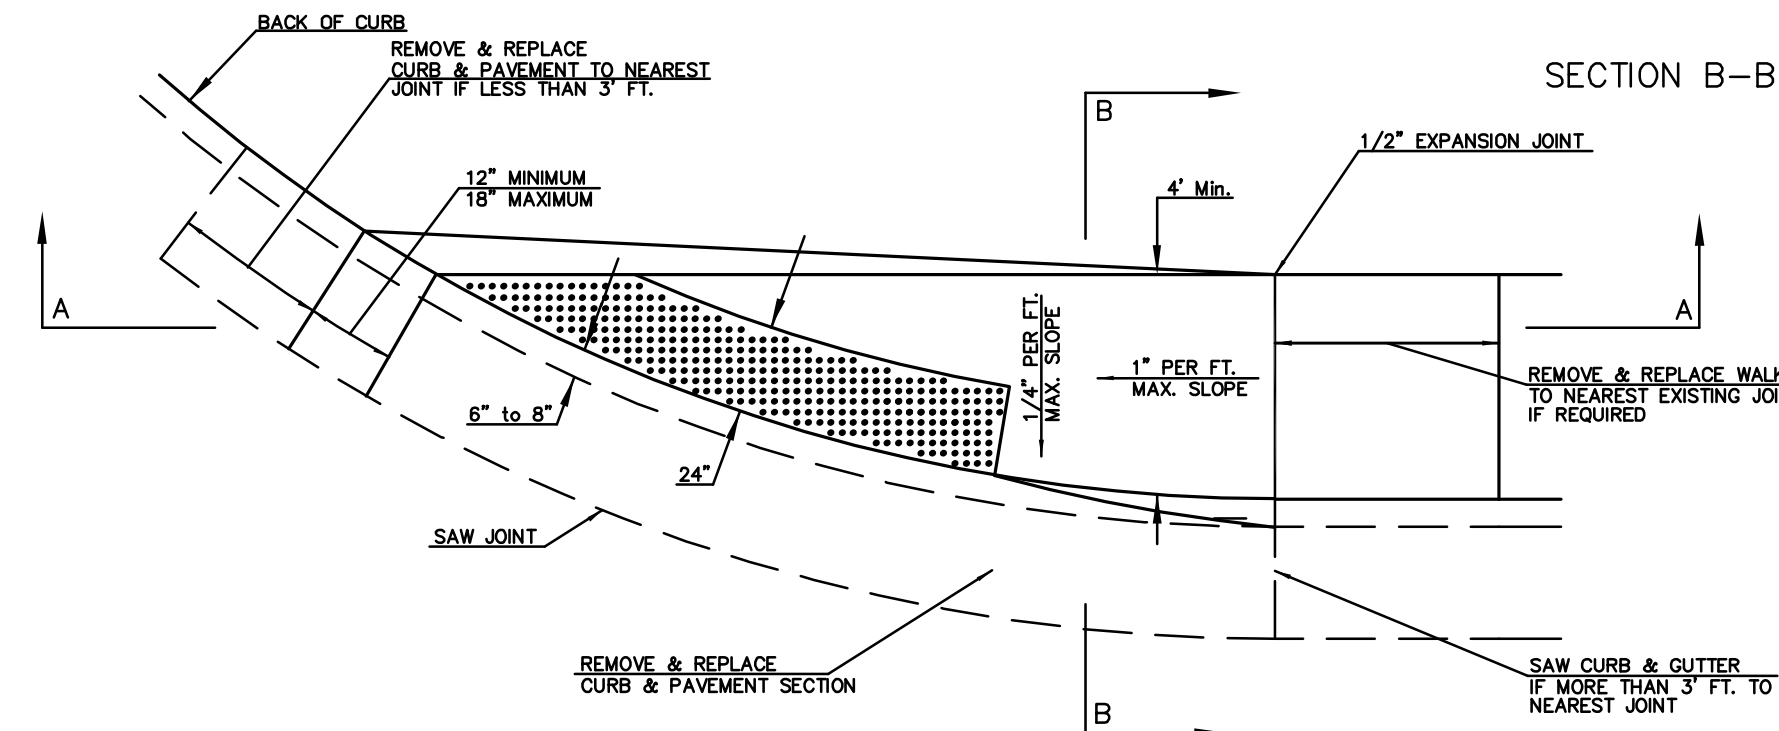 BACK OF CURB
REMOVE & REPLACE
CURB & PAVEMENT TO NEAREST
JOINT IF LESS THAN 3' FT.
SECTION B-B
B
1/2" EXPANSION JOINT
12" MINIMUM
18" MAXIMUM
4' Min.
A
A
1/4" PER FT.
MAX. SLOPE
1" PER FT.
MAX. SLOPE
REMOVE & REPLACE WALK
TO NEAREST EXISTING JOI
IF REQUIRED
6" to 8"
24"
SAW JOINT
REMOVE & REPLACE
CURB & PAVEMENT SECTION
SAW CURB & GUTTER
IF MORE THAN 3' FT. TO
NEAREST JOINT
B